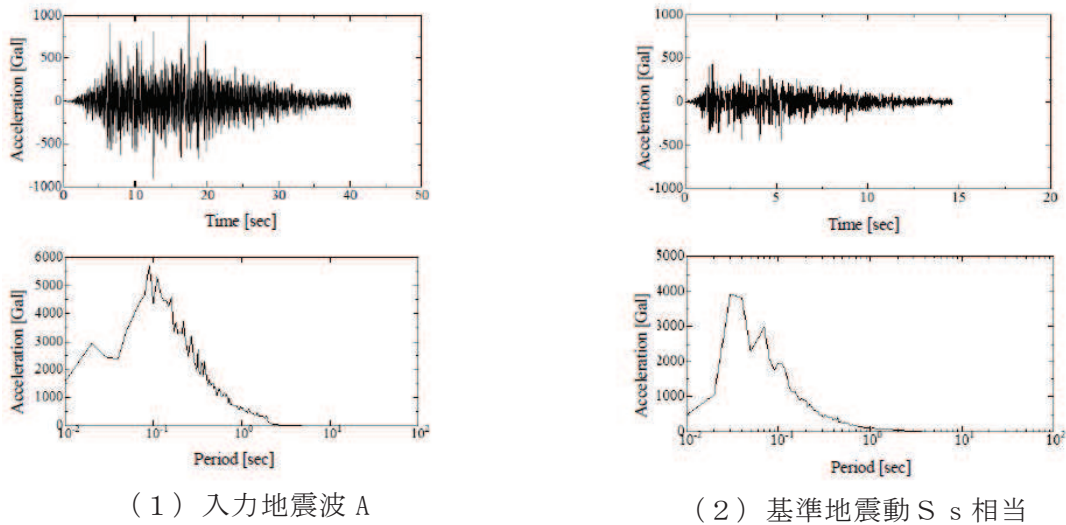 1000
500
0
-500
-1000
Acceleration [Gal]
0 10 20 30 40 50
Time [sec]
1000
500
0
-500
-1000
Acceleration [Gal]
0 5 10 15 20
Time [sec]
6000
5000
4000
3000
2000
1000
0
Acceleration [Gal]
10-2 10-1 100 101 102
Period [sec]
5000
4000
3000
2000
1000
0
Acceleration [Gal]
10-2 10-1 100 101 102
Period [sec]
（１）入力地震波 A
（２）基準地震動Ｓｓ相当